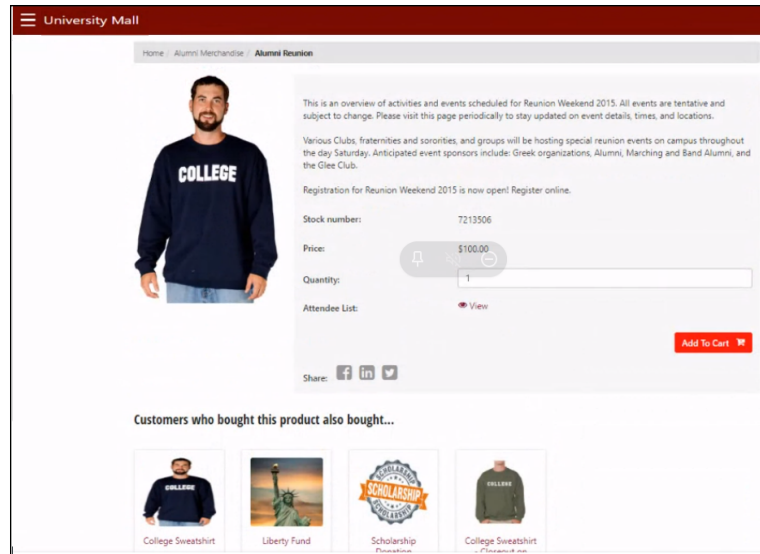 University Mall
Home / Alumni Merchandise / Alumni Reunion
COLLEGE
This is an overview of activities and events scheduled for Reunion Weekend 2015. All events are tentative and
subject to change. Please visit this page periodically to stay updated on event details, times, and locations.
Various Clubs, fraternities and sororities, and groups will be hosting special reunion events on campus throughout
the day Saturday. Anticipated event sponsors include: Greek organizations, Alumni, Marching and Band Alumni, and
the Glee Club.
Registration for Reunion Weekend 2015 is now open! Register online.
Stock number: 7213506
Price: $100.00
Quantity: 1
Attendee List: View
Add To Cart
Share: f in
Customers who bought this product also bought...
COLLEGE
SCHOLARSHIP
SCHOLARSHIP
SCHOLARSHIP
COLLEGE
College Sweatshirt Liberty Fund Scholarship College Sweatshirt
Donation - Closeout on